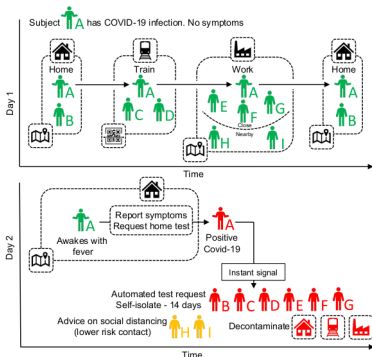 Subject A has COVID-19 infection. No symptoms
Day 1
Home
Train
Work
Home
A
A
A
A
B
C
D
E
F
G
B
Close
Nearby
H
I
Time
Day 2
A
Awakes with
fever
Report symptoms
Request home test
A
Positive
Covid-19
Instant signal
Automated test request
Self-isolate - 14 days
B C D E F G
Advice on social distancing
(lower risk contact)
H I
Decontaminate
Time